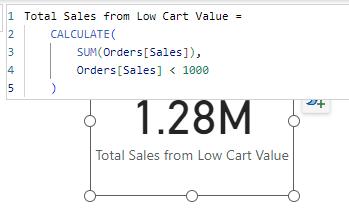 1 Total Sales from Low Cart Value =
2 CALCULATE(
3 SUM(Orders[Sales]),
4 Orders[Sales] < 1000
5 )
1.28M
Total Sales from Low Cart Value